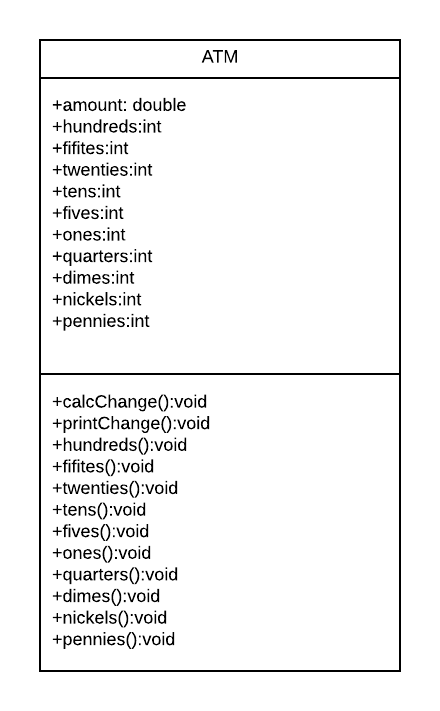 ATM
+amount: double
+hundreds:int
+fifites:int
+twenties:int
+tens:int
+fives:int
+ones:int
+quarters:int
+dimes:int
+nickels:int
+pennies:int
+calcChange():void
+printChange():void
+hundreds():void
+fifites():void
+twenties():void
+tens():void
+fives():void
+ones():void
+quarters():void
+dimes():void
+nickels():void
+pennies():void